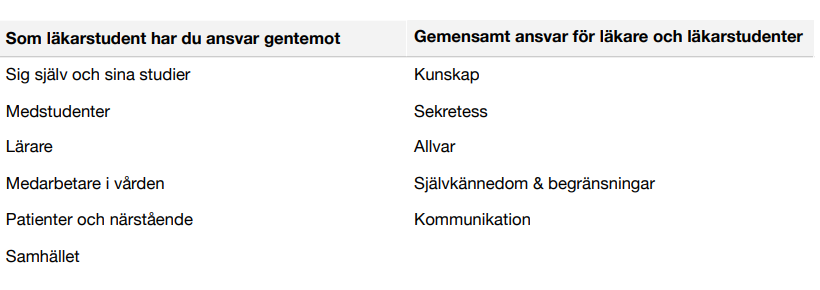 Som läkarstudent har du ansvar gentemot
Gemensamt ansvar för läkare och läkarstudenter
Sig själv och sina studier
Kunskap
Medstudenter
Sekretess
Lärare
Allvar
Medarbetare i vården
Självkännedom & begränsningar
Patienter och närstående
Kommunikation
Samhället